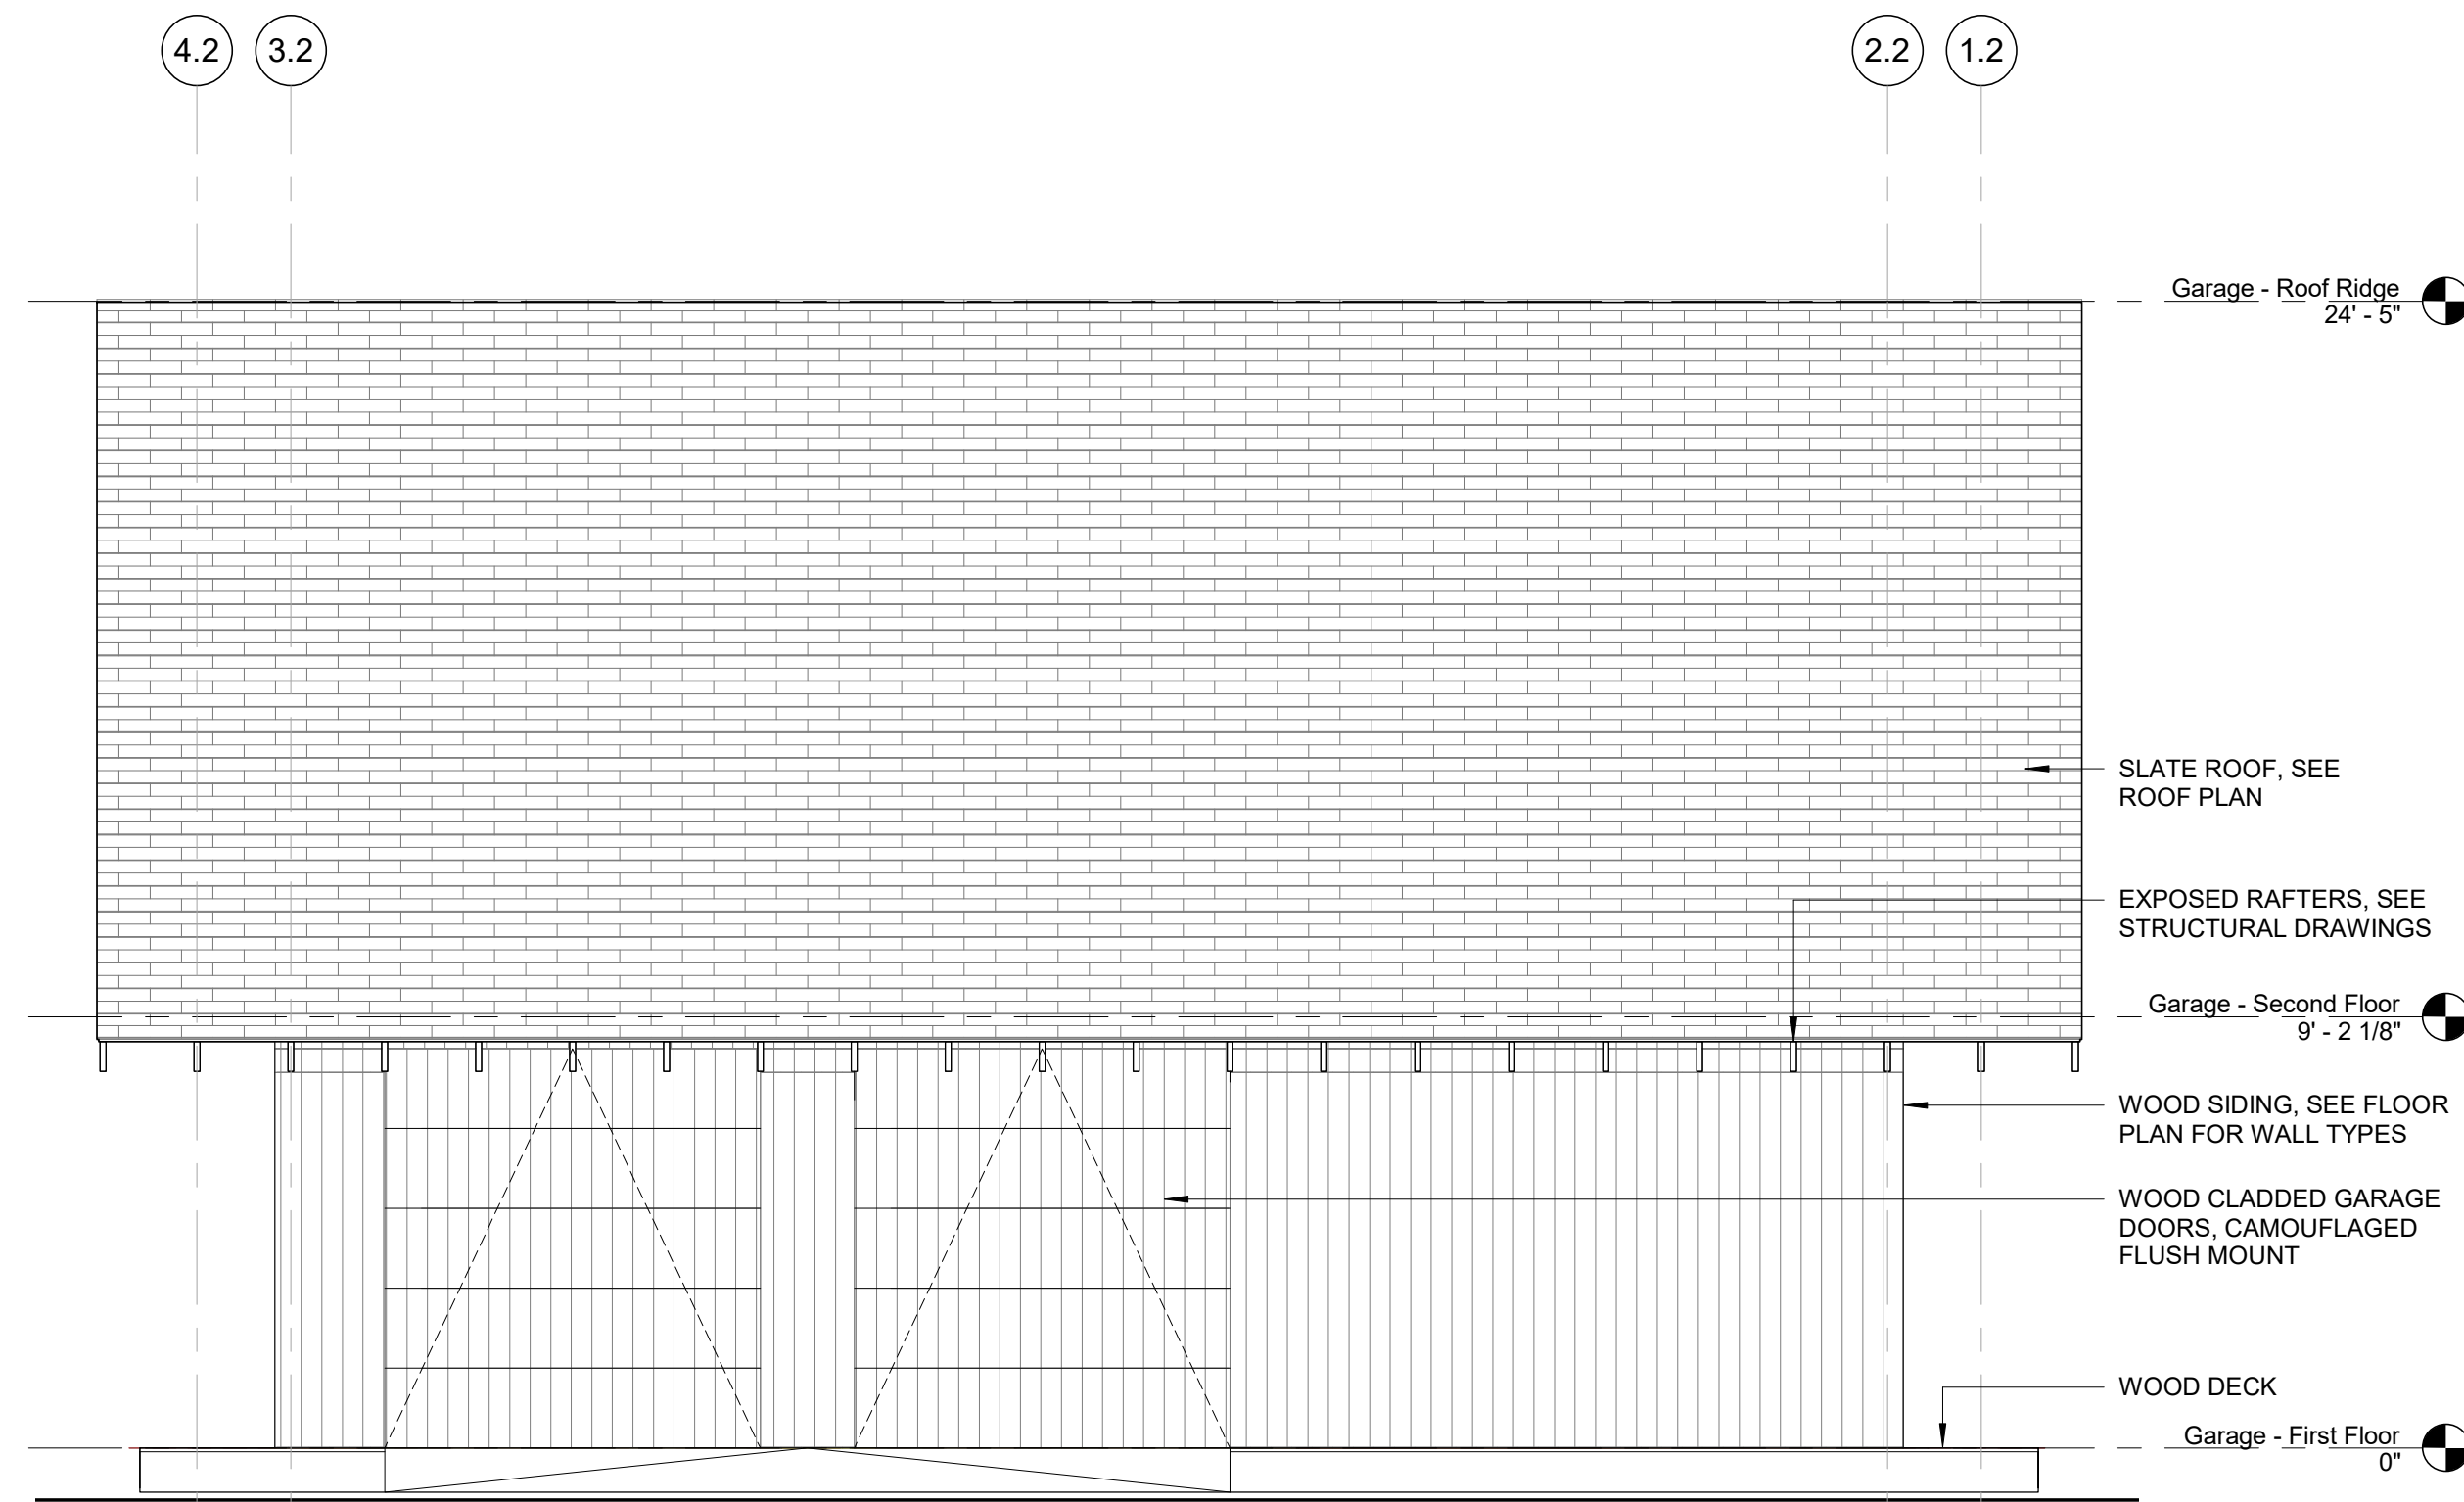 4.2
3.2
2.2
1.2
Garage - Roof Ridge
24' - 5"
SLATE ROOF, SEE
ROOF PLAN
EXPOSED RAFTERS, SEE
STRUCTURAL DRAWINGS
Garage - Second Floor
9' - 2 1/8"
WOOD SIDING, SEE FLOOR
PLAN FOR WALL TYPES
WOOD CLADDED GARAGE
DOORS, CAMOUFLAGED
FLUSH MOUNT
WOOD DECK
Garage - First Floor
0"